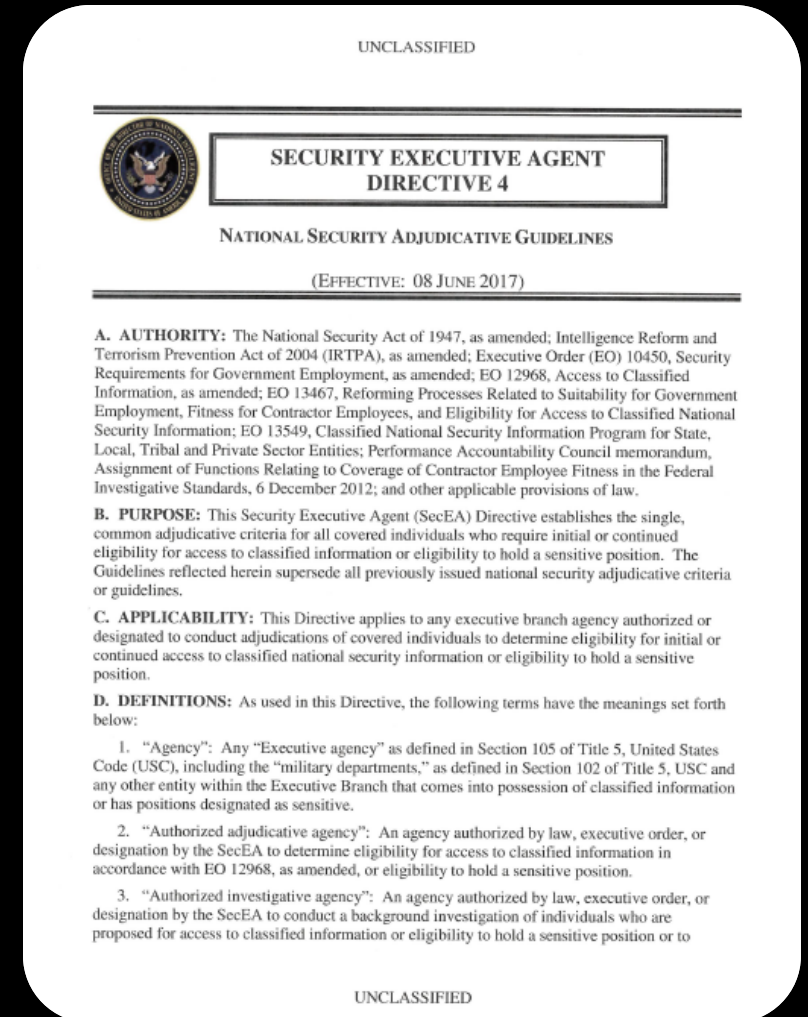 UNCLASSIFIED
SECURITY EXECUTIVE AGENT
DIRECTIVE 4
NATIONAL SECURITY ADJUDICATIVE GUIDELINES
(EFFECTIVE: 08 JUNE 2017)
A. AUTHORITY: The National Security Act of 1947, as amended; Intelligence Reform and
Terrorism Prevention Act of 2004 (IRTPA), as amended; Executive Order (EO) 10450, Security
Requirements for Government Employment, as amended; EO 12968, Access to Classified
Information, as amended; EO 13467, Reforming Processes Related to Suitability for Government
Employment, Fitness for Contractor Employees, and Eligibility for Access to Classified National
Security Information; EO 13549, Classified National Security Information Program for State,
Local, Tribal and Private Sector Entities; Performance Accountability Council memorandum,
Assignment of Functions Relating to Coverage of Contractor Employee Fitness in the Federal
Investigative Standards, 6 December 2012; and other applicable provisions of law.
B. PURPOSE: This Security Executive Agent (SecEA) Directive establishes the single,
common adjudicative criteria for all covered individuals who require initial or continued
eligibility for access to classified information or eligibility to hold a sensitive position. The
Guidelines reflected herein supersede all previously issued national security adjudicative criteria
or guidelines.
C. APPLICABILITY: This Directive applies to any executive branch agency authorized or
designated to conduct adjudications of covered individuals to determine eligibility for initial or
continued access to classified national security information or eligibility to hold a sensitive
position.
D. DEFINITIONS: As used in this Directive, the following terms have the meanings set forth
below:
1. “Agency”: Any “Executive agency” as defined in Section 105 of Title 5, United States
Code (USC), including the “military departments,” as defined in Section 102 of Title 5, USC and
any other entity within the Executive Branch that comes into possession of classified information
or has positions designated as sensitive.
2. “Authorized adjudicative agency”: An agency authorized by law, executive order, or
designation by the SecEA to determine eligibility for access to classified information in
accordance with EO 12968, as amended, or eligibility to hold a sensitive position.
3. “Authorized investigative agency”: An agency authorized by law, executive order, or
designation by the SecEA to conduct a background investigation of individuals who are
proposed for access to classified information or eligibility to hold a sensitive position or to
UNCLASSIFIED